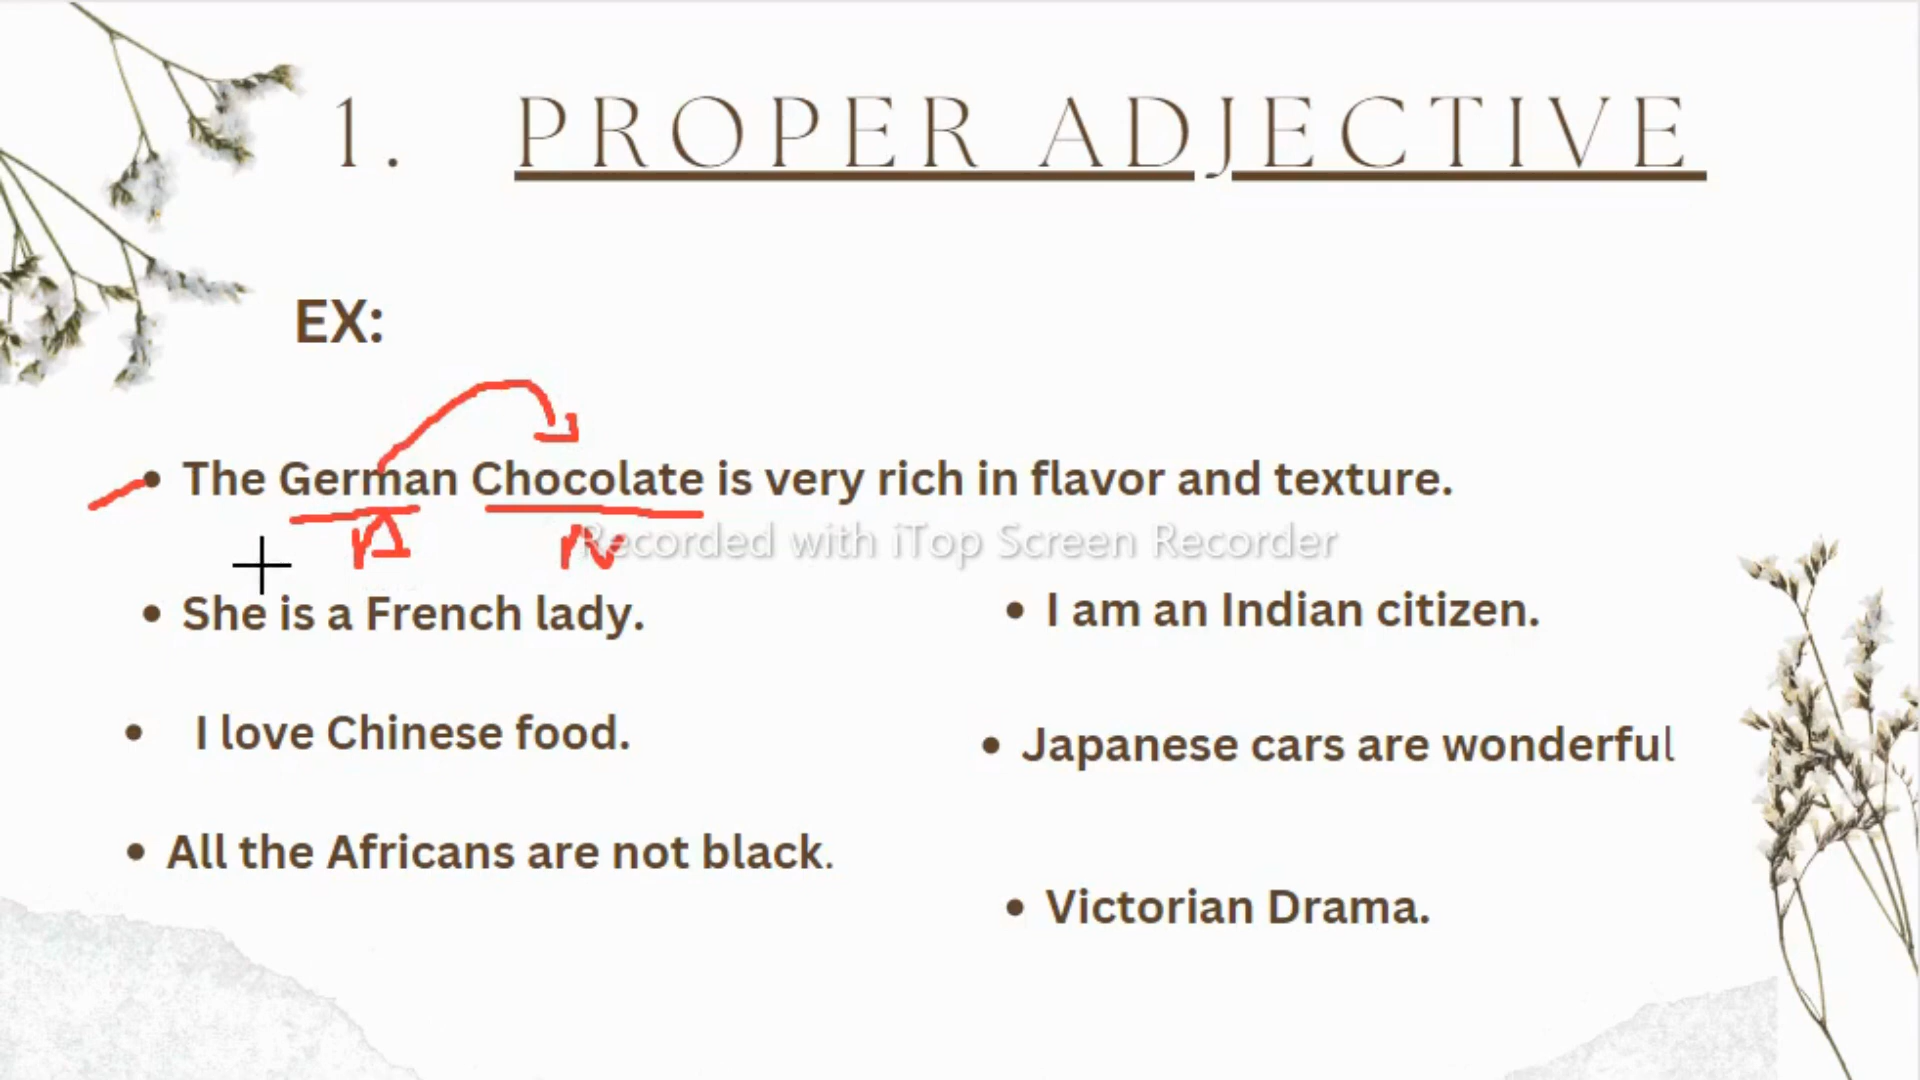 1. PROPER ADJECTIVE
EX:
• The German Chocolate is very rich in flavor and texture.
N
Recorded with iTop Screen Recorder
• She is a French lady.
• I am an Indian citizen.
• I love Chinese food.
• Japanese cars are wonderful
• All the Africans are not black.
• Victorian Drama.